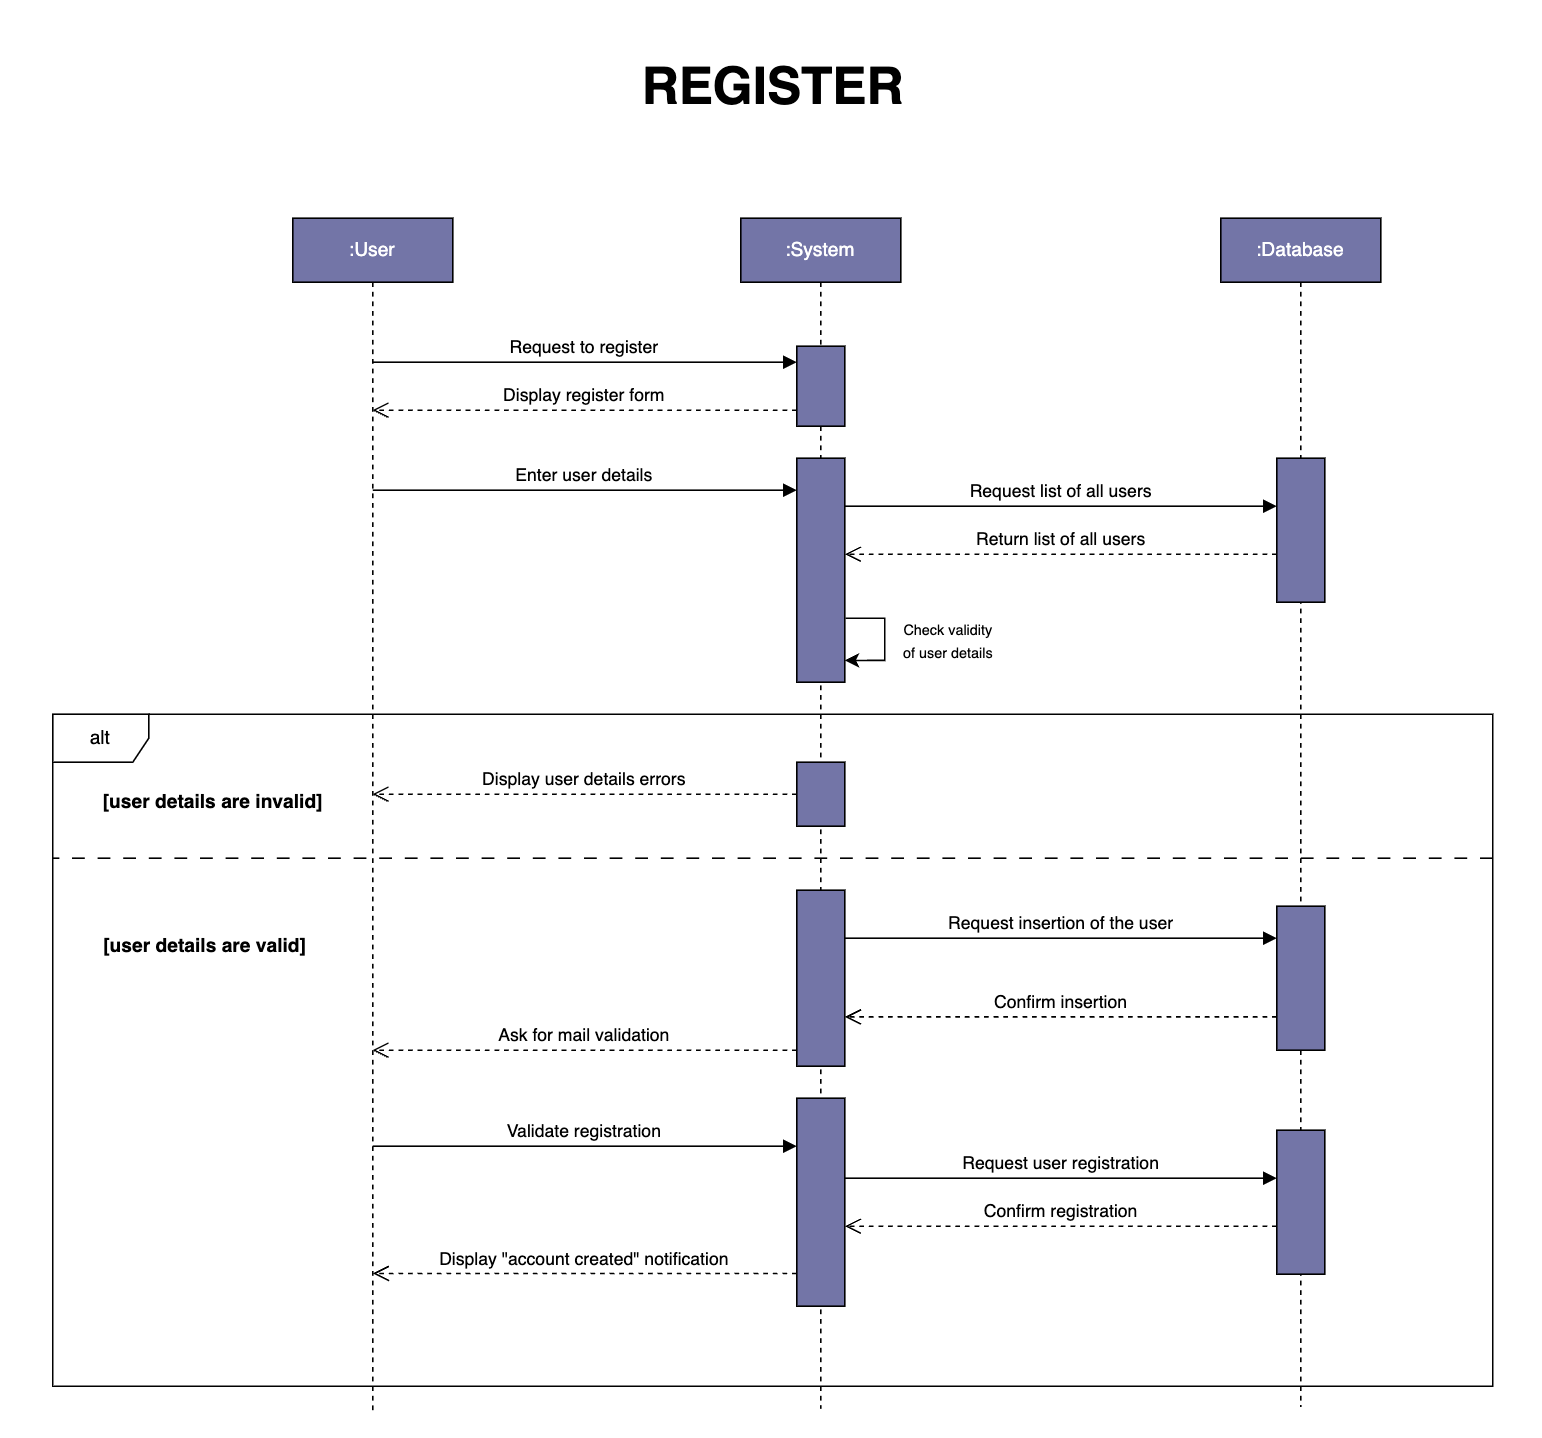 REGISTER
:User
:System
:Database
Request to register
Display register form
Enter user details
Request list of all users
Return list of all users
Check validity
of user details
alt
Display user details errors
[user details are invalid]
Request insertion of the user
[user details are valid]
Confirm insertion
Ask for mail validation
Validate registration
Request user registration
Confirm registration
Display "account created" notification